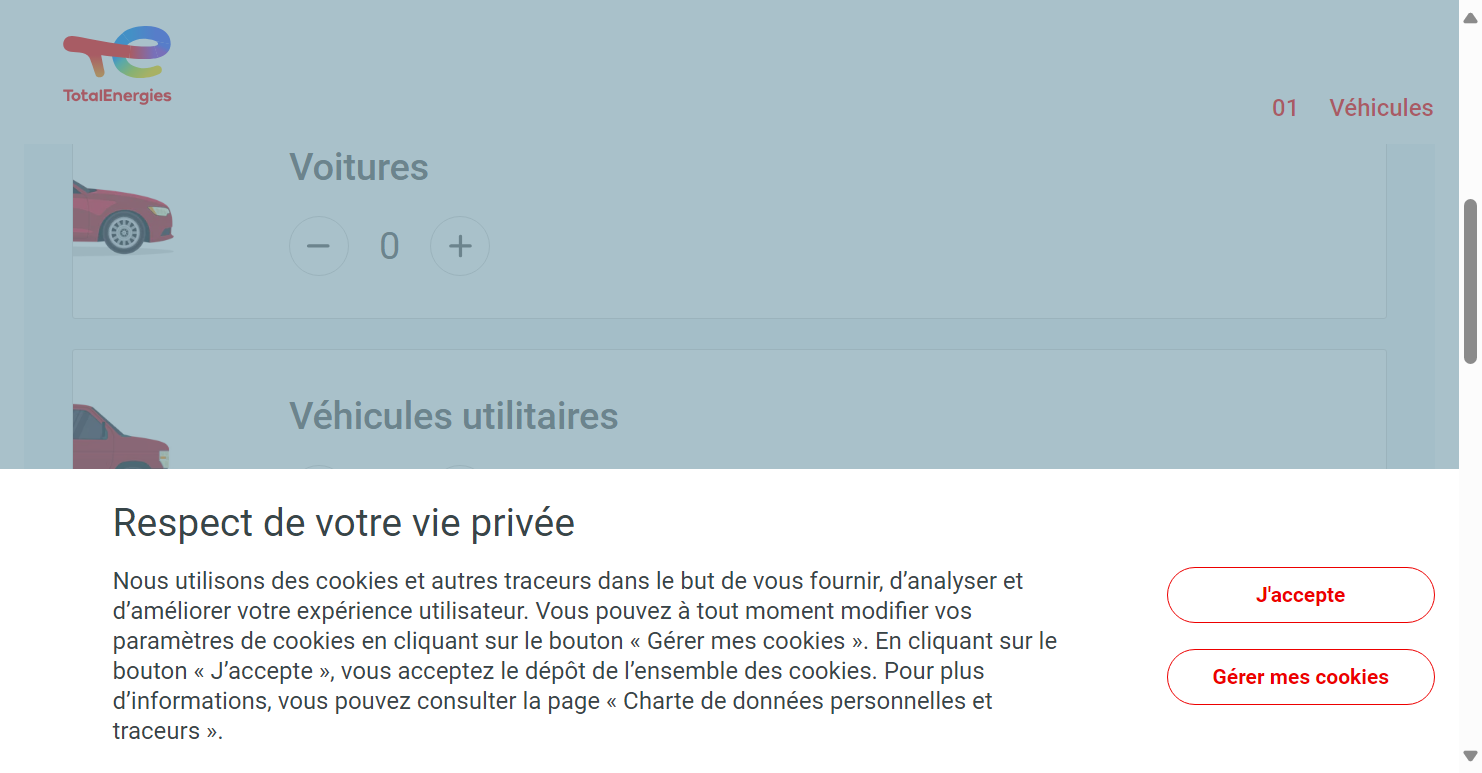 TotalEnergies
01 Véhicules
Voitures
0
Véhicules utilitaires
Respect de votre vie privée
Nous utilisons des cookies et autres traceurs dans le but de vous fournir, d’analyser et
d’améliorer votre expérience utilisateur. Vous pouvez à tout moment modifier vos
paramètres de cookies en cliquant sur le bouton « Gérer mes cookies ». En cliquant sur le
bouton « J’accepte », vous acceptez le dépôt de l’ensemble des cookies. Pour plus
d’informations, vous pouvez consulter la page « Charte de données personnelles et
traceurs ».
J'accepte
Gérer mes cookies